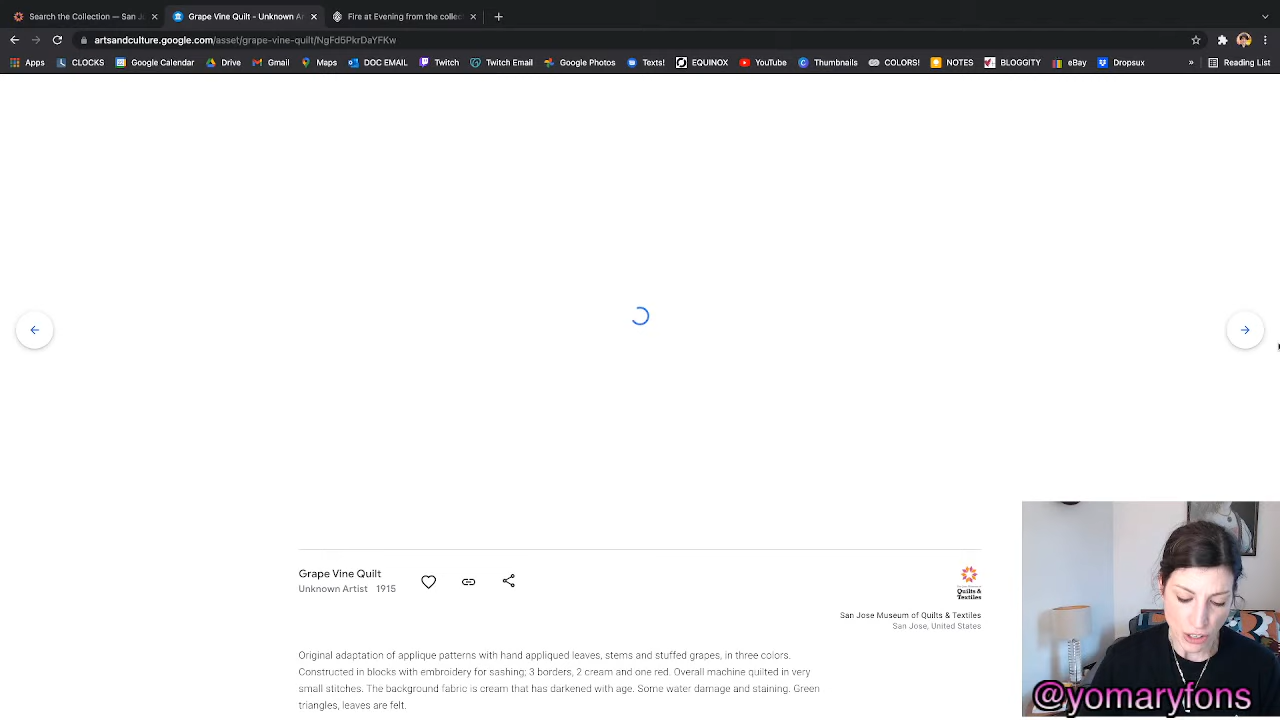 Search the Collection — San J
Grape Vine Quilt - Unknown Ar
Fire at Evening from the collect
artsandculture.google.com/asset/grape-vine-quilt/NgFd5PkrDaYFKw
Apps CLOCKS Google Calendar Drive Gmail Maps DOC EMAIL Twitch Twitch Email Google Photos Texts! EQUINOX YouTube Thumbnails COLORS! NOTES BLOGGITY eBay Dropsux » Reading List
Grape Vine Quilt
Unknown Artist 1915
Quilts &
Textiles
San Jose Museum of Quilts & Textiles
San Jose, United States
Original adaptation of applique patterns with hand appliqued leaves, stems and stuffed grapes, in three colors.
Constructed in blocks with embroidery for sashing; 3 borders, 2 cream and one red. Overall machine quilted in very
small stitches. The background fabric is cream that has darkened with age. Some water damage and staining. Green
triangles, leaves are felt.
@yomaryfons